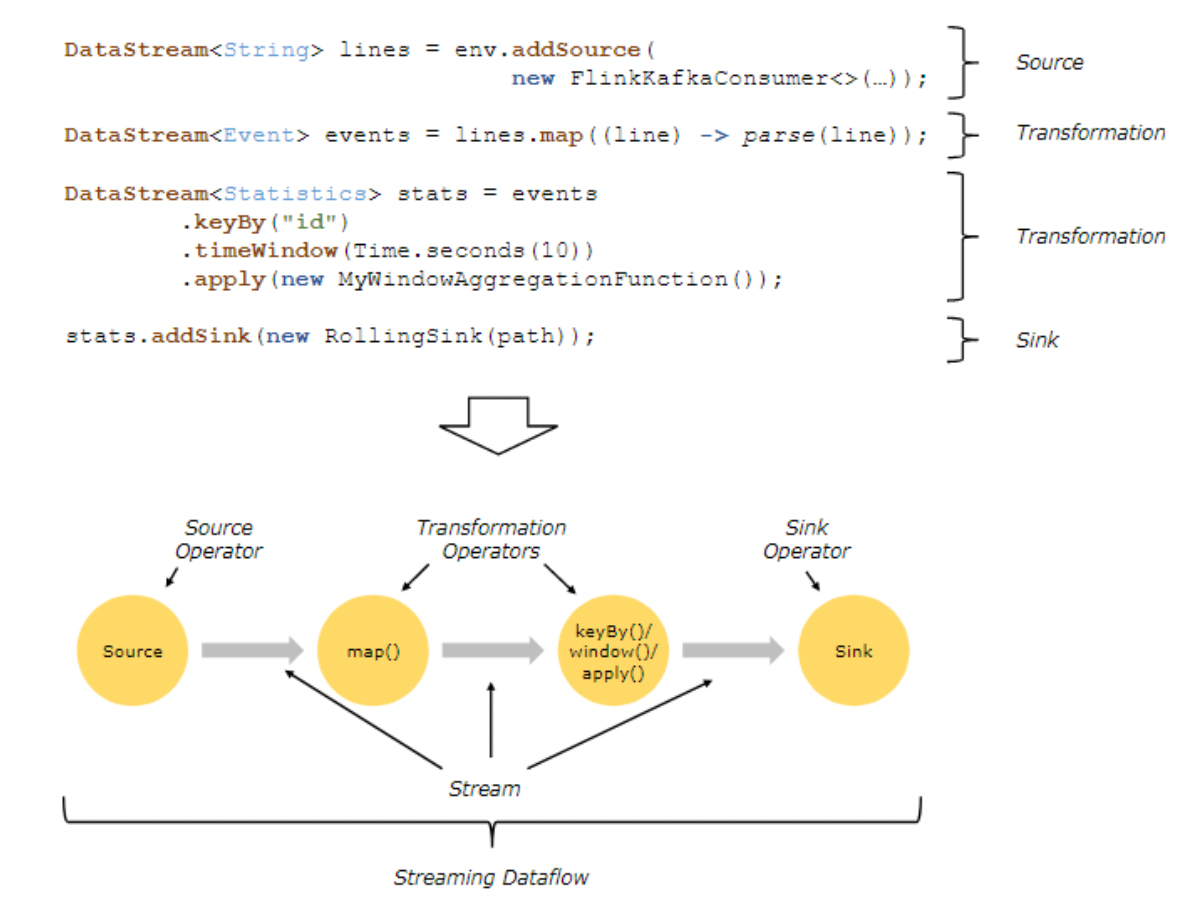 DataStream<String> lines = env.addSource(
new FlinkKafkaConsumer<>(…));
Source
DataStream<Event> events = lines.map((line) -> parse(line));
Transformation
DataStream<Statistics> stats = events
.keyBy("id")
.timeWindow(Time.seconds(10))
.apply(new MyWindowAggregationFunction());
Transformation
stats.addSink(new RollingSink(path));
Sink
Source
Operator
Transformation
Operators
Sink
Operator
Source
map()
keyBy()/
window()/
apply()
Sink
Stream
Streaming Dataflow